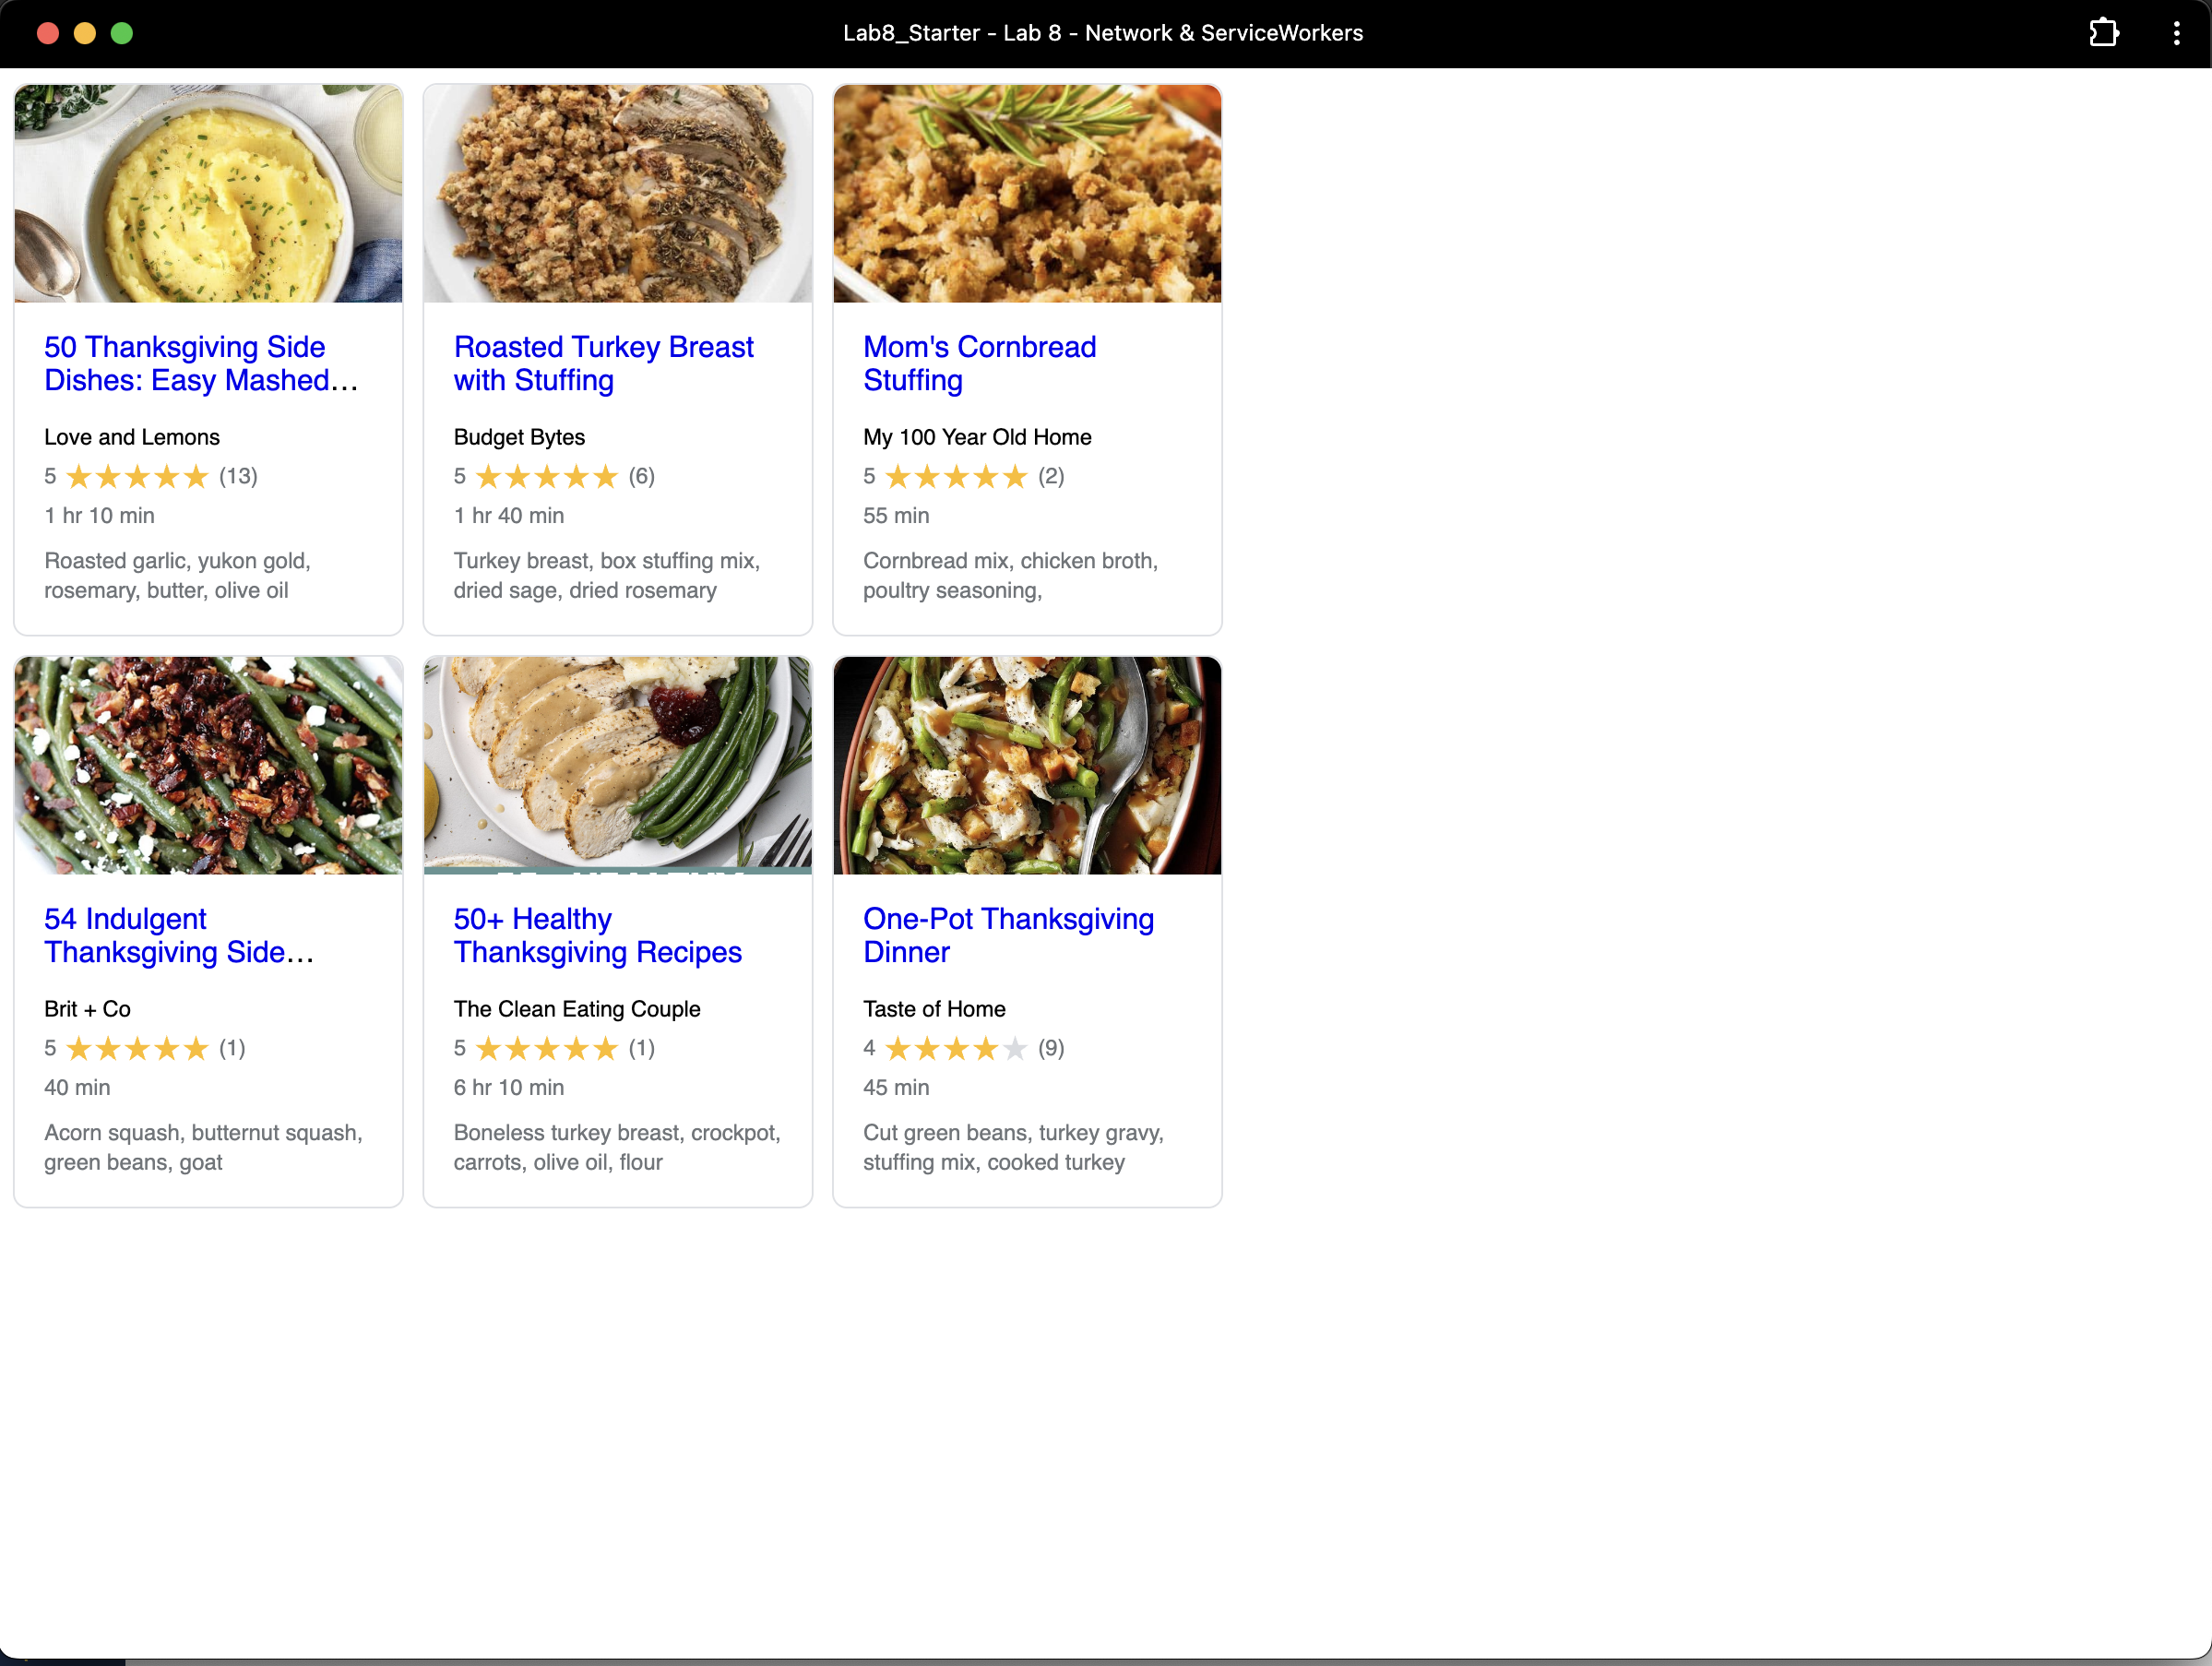 Lab8_Starter - Lab 8 - Network & ServiceWorkers
50 Thanksgiving Side
Dishes: Easy Mashed…
Love and Lemons
5 ★★★★★ (13)
1 hr 10 min
Roasted garlic, yukon gold,
rosemary, butter, olive oil
Roasted Turkey Breast
with Stuffing
Budget Bytes
5 ★★★★★ (6)
1 hr 40 min
Turkey breast, box stuffing mix,
dried sage, dried rosemary
Mom's Cornbread
Stuffing
My 100 Year Old Home
5 ★★★★★ (2)
55 min
Cornbread mix, chicken broth,
poultry seasoning,
54 Indulgent
Thanksgiving Side…
Brit + Co
5 ★★★★★ (1)
40 min
Acorn squash, butternut squash,
green beans, goat
50+ Healthy
Thanksgiving Recipes
The Clean Eating Couple
5 ★★★★★ (1)
6 hr 10 min
Boneless turkey breast, crockpot,
carrots, olive oil, flour
One-Pot Thanksgiving
Dinner
Taste of Home
4 ★★★★★ (9)
45 min
Cut green beans, turkey gravy,
stuffing mix, cooked turkey